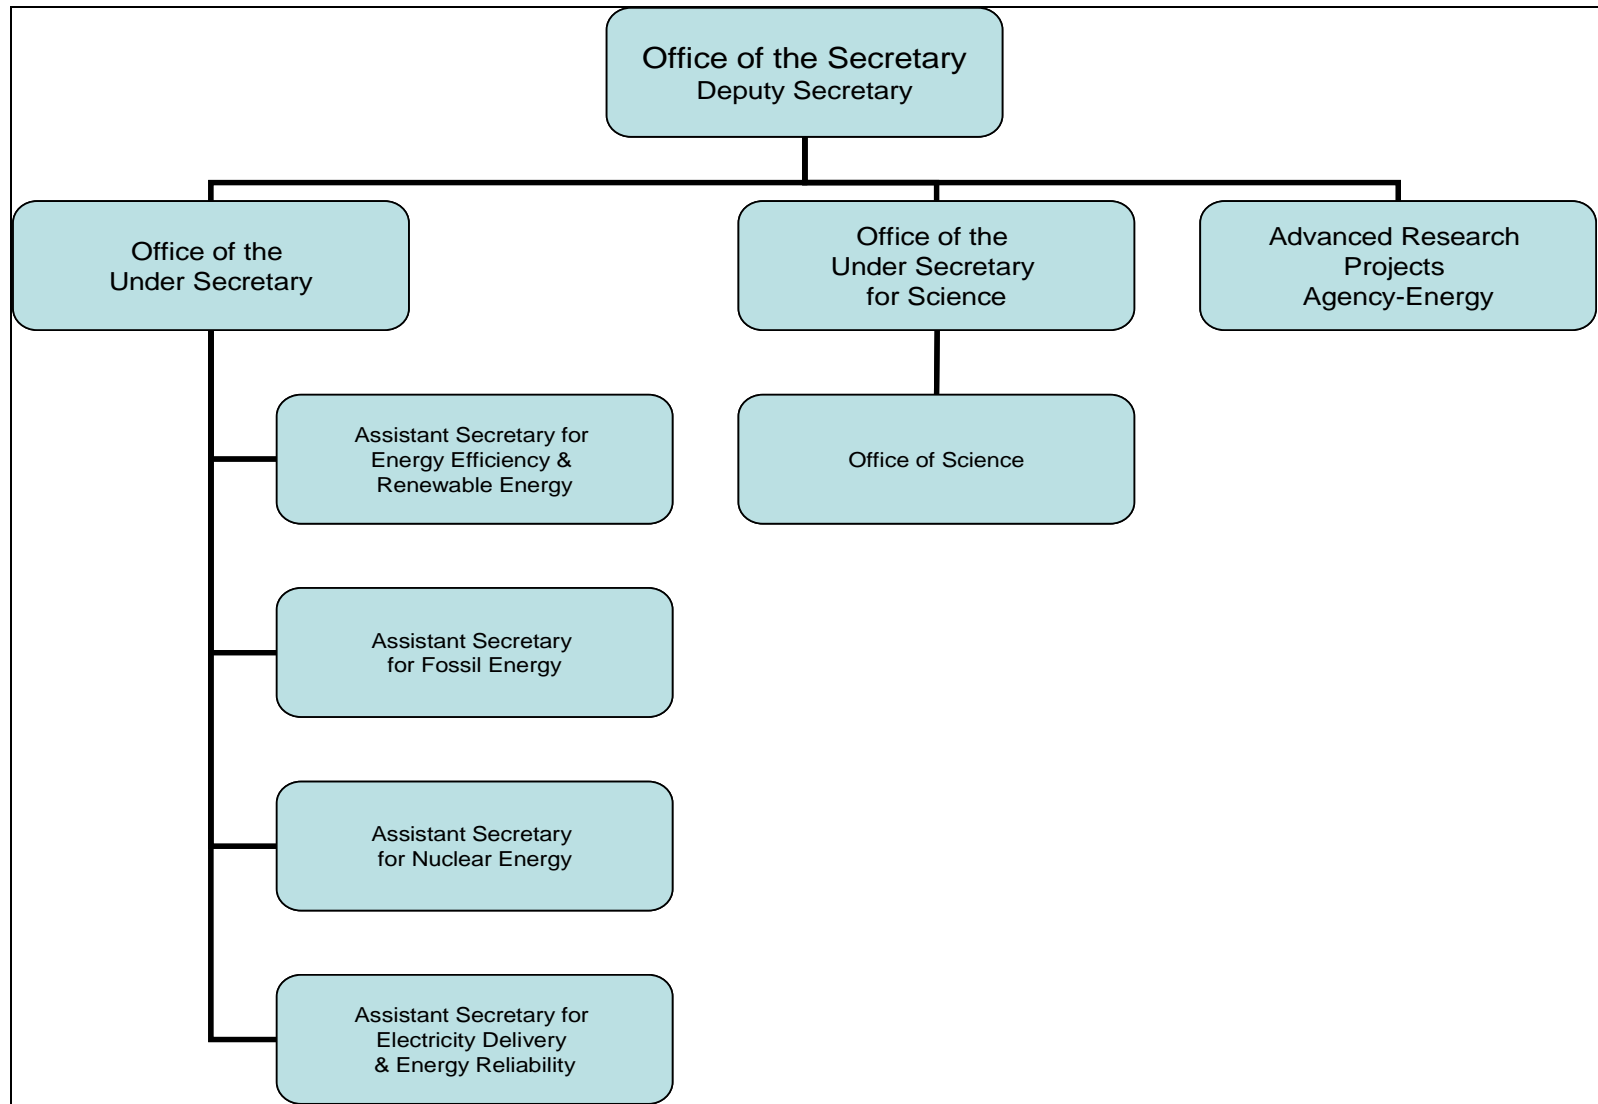 Office of the Secretary
Deputy Secretary
Office of the
Under Secretary
Office of the
Under Secretary
for Science
Advanced Research
Projects
Agency-Energy
Assistant Secretary for
Energy Efficiency &
Renewable Energy
Office of Science
Assistant Secretary
for Fossil Energy
Assistant Secretary
for Nuclear Energy
Assistant Secretary for
Electricity Delivery
& Energy Reliability